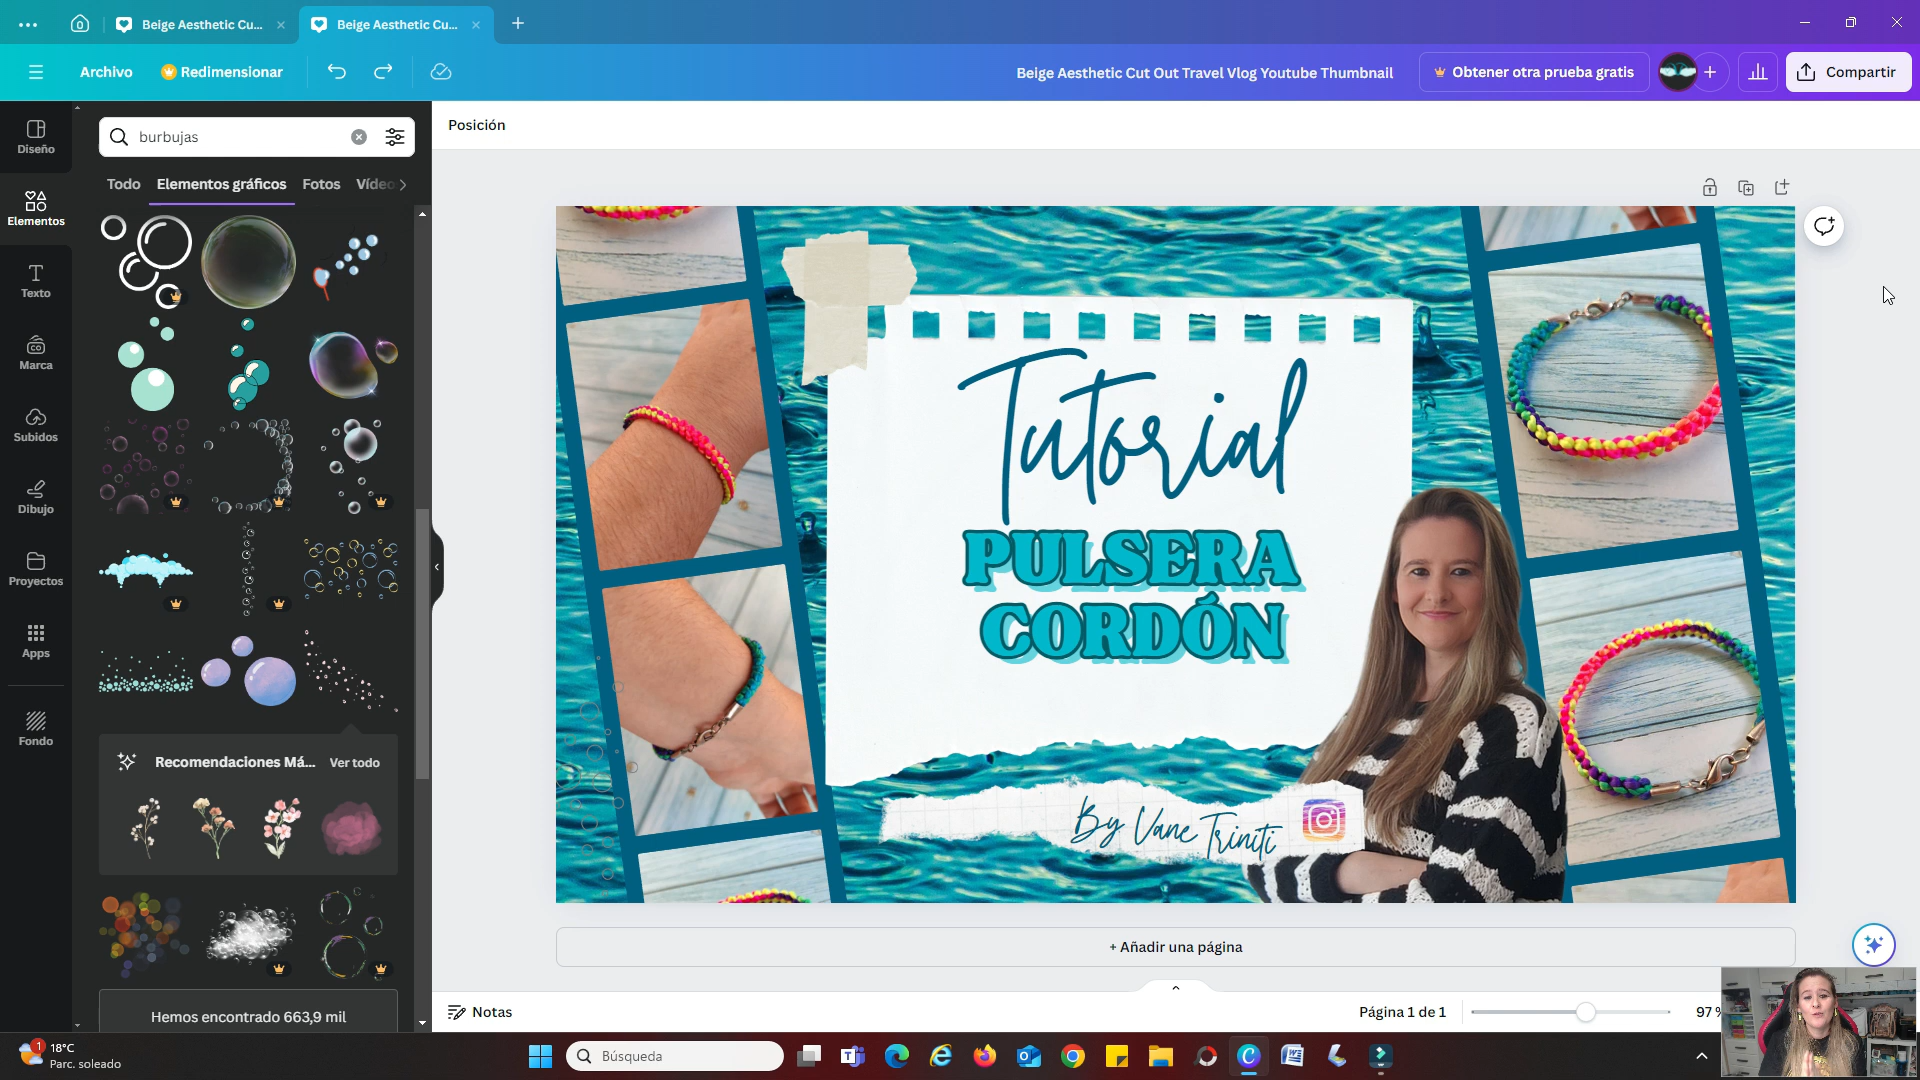 Beige Aesthetic Cu...
Beige Aesthetic Cu...
Archivo
Redimensionar
Beige Aesthetic Cut Out Travel Vlog Youtube Thumbnail
Obtener otra prueba gratis
Compartir
Diseño
Elementos
Texto
Marca
Subidos
Dibujo
Proyectos
Apps
Fondo
burbujas
Todo
Elementos gráficos
Fotos
Vídeo
Recomendaciones Má...
Ver todo
Hemos encontrado 663,9 mil
Posición
Tutorial
PULSERA
CORDÓN
By Vane Triniti
+ Añadir una página
Notas
Página 1 de 1
97 %
1
18°C
Parc. soleado
Búsqueda